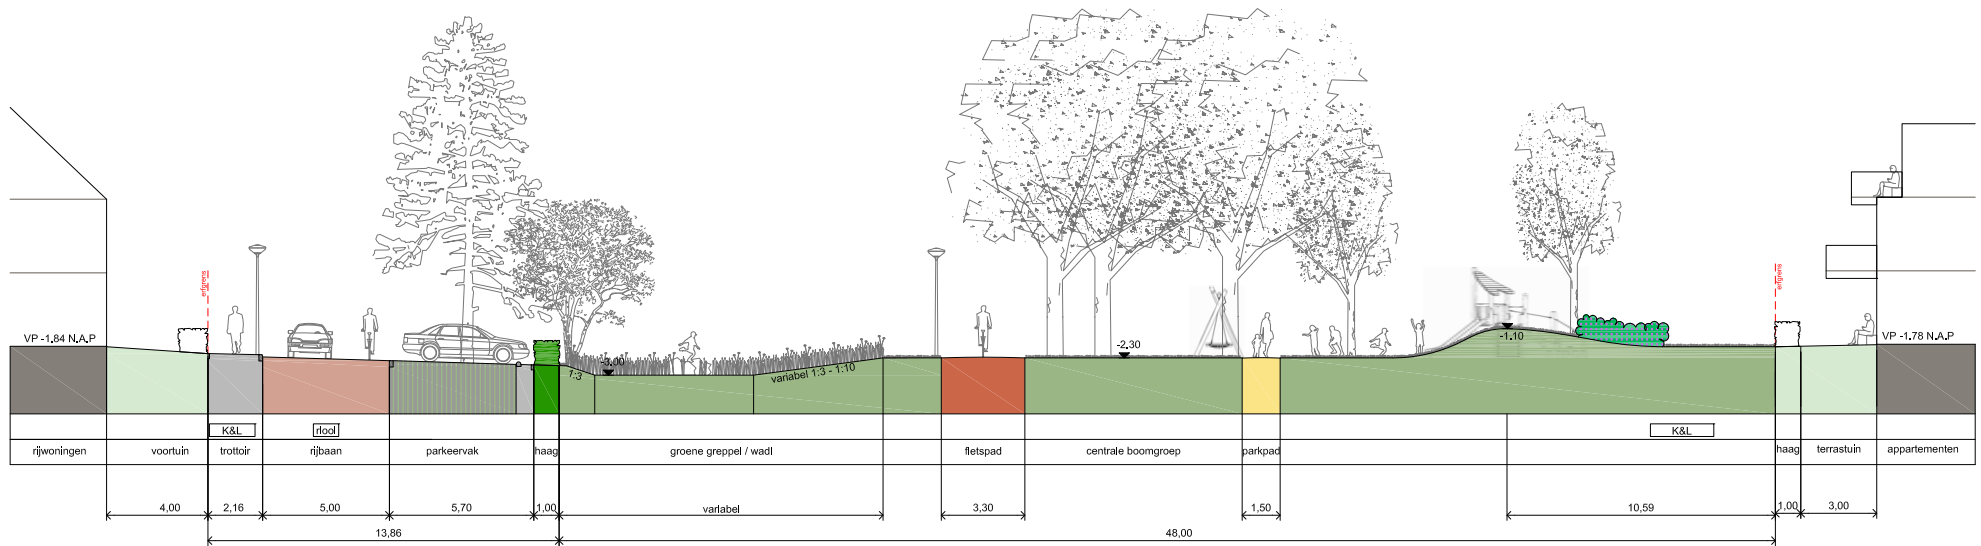 erfgrens
erfgrens
VP -1.84 N.A.P
-3.00
-2.30
-1.10
VP -1.78 N.A.P
1:3
variabel 1:3 - 1:10
K&L
riool
K&L
rijwoningen
voortuin
trottoir
rijbaan
parkeervak
haag
groene greppel / wadi
fietspad
centrale boomgroep
parkpad
haag
terrastuin
appartementen
4,00
2,16
5,00
5,70
1,00
variabel
3,30
1,50
10,59
1,00
3,00
13,86
48,00